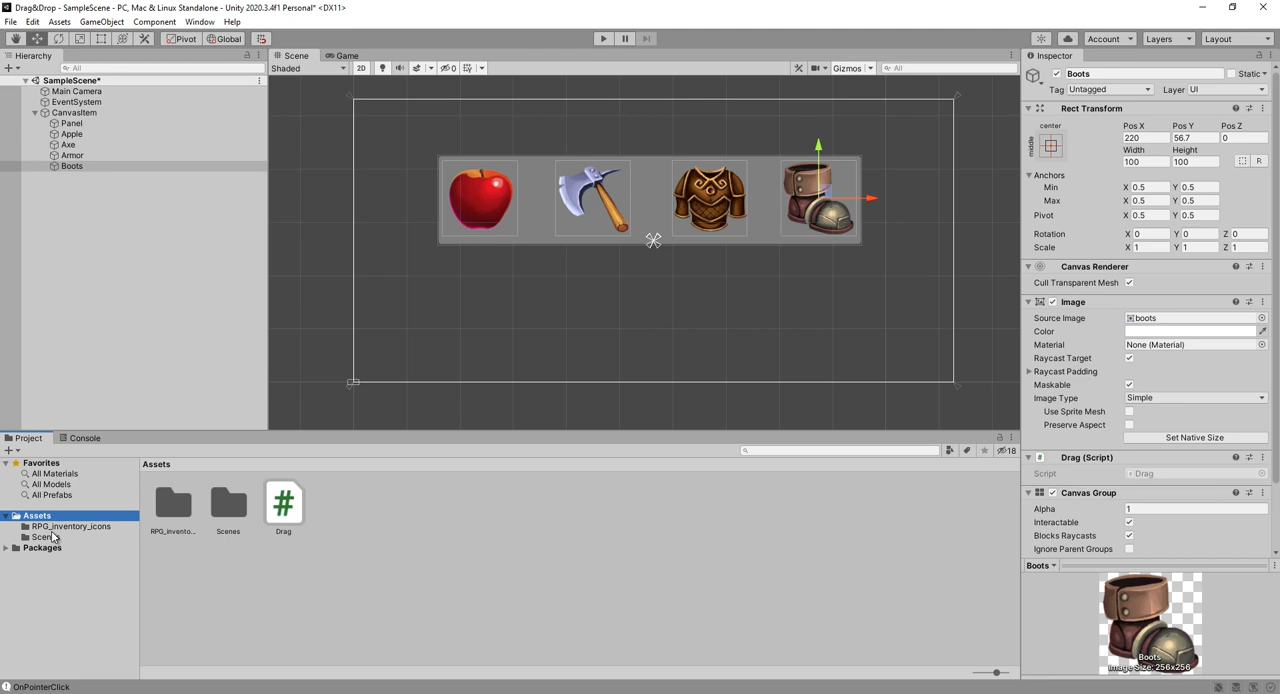 Drag&Drop - SampleScene - PC, Mac & Linux Standalone - Unity 2020.3.4f1 Personal* <DX11>
File Edit Assets GameObject Component Window Help
Pivot Global Account Layers Layout
Hierarchy
All
SampleScene*
Main Camera
EventSystem
CanvasItem
Panel
Apple
Axe
Armor
Boots
Scene Game
Shaded 2D 0 Gizmos All
Inspector
Boots Static
Tag Untagged Layer UI
Rect Transform
center
middle
Pos X Pos Y Pos Z
220 56.7 0
Width Height
100 100 R
Anchors
Min X 0.5 Y 0.5
Max X 0.5 Y 0.5
Pivot X 0.5 Y 0.5
Rotation X 0 Y 0 Z 0
Scale X 1 Y 1 Z 1
Canvas Renderer
Cull Transparent Mesh
Image
Source Image boots
Color
Material None (Material)
Raycast Target
Raycast Padding
Maskable
Image Type Simple
Use Sprite Mesh
Preserve Aspect
Set Native Size
# Drag (Script)
Script Drag
Canvas Group
Alpha 1
Interactable
Blocks Raycasts
Ignore Parent Groups
Boots
Boots
Image Size: 256x256
Project Console
18
Favorites
All Materials
All Models
All Prefabs
Assets
RPG_inventory_icons
Packages
Assets
#
RPG_invento... Scenes Drag
OnPointerClick